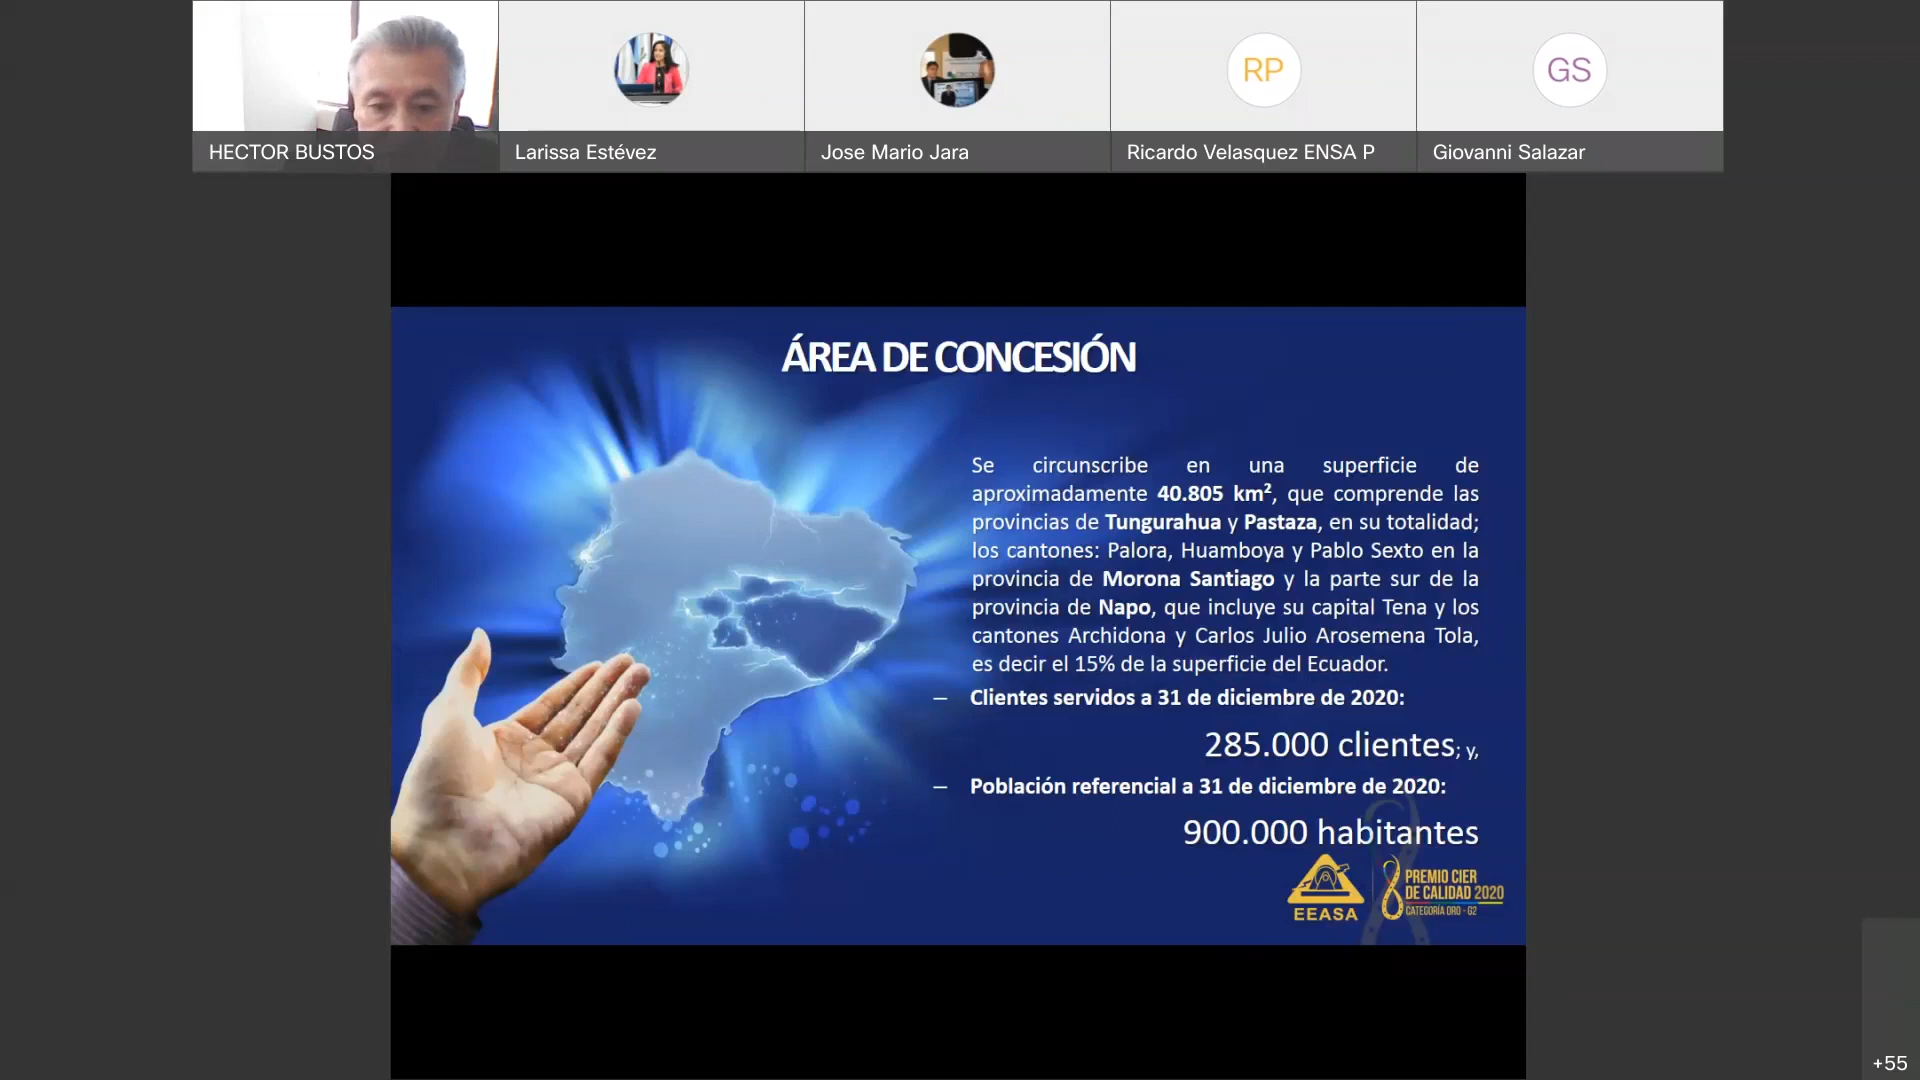 HECTOR BUSTOS
Larissa Estévez
Jose Mario Jara
RP
Ricardo Velasquez ENSA P
GS
Giovanni Salazar
ÁREA DE CONCESIÓN
Se circunscribe en una superficie de
aproximadamente 40.805 km², que comprende las
provincias de Tungurahua y Pastaza, en su totalidad;
los cantones: Palora, Huamboya y Pablo Sexto en la
provincia de Morona Santiago y la parte sur de la
provincia de Napo, que incluye su capital Tena y los
cantones Archidona y Carlos Julio Arosemena Tola,
es decir el 15% de la superficie del Ecuador.
– Clientes servidos a 31 de diciembre de 2020:
285.000 clientes; y,
– Población referencial a 31 de diciembre de 2020:
900.000 habitantes
EEASA
PREMIO CIER
DE CALIDAD 2020
CATEGORÍA ORO - G2
+55